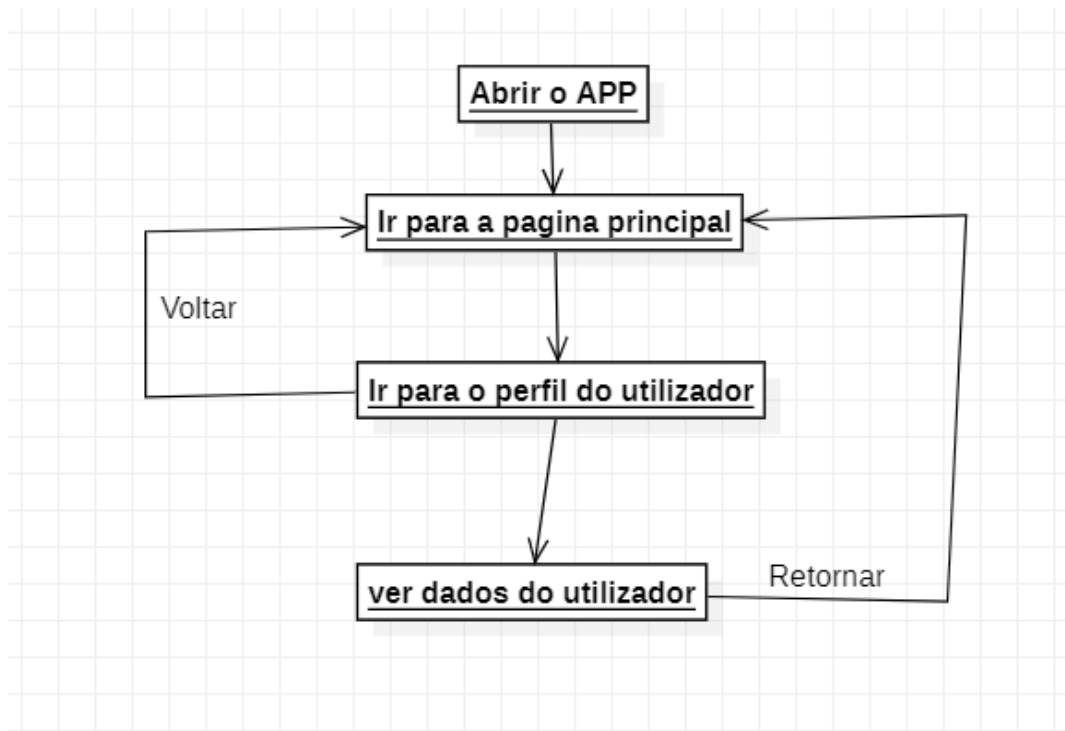 Abrir o APP
Ir para a pagina principal
Voltar
Ir para o perfil do utilizador
Retornar
ver dados do utilizador